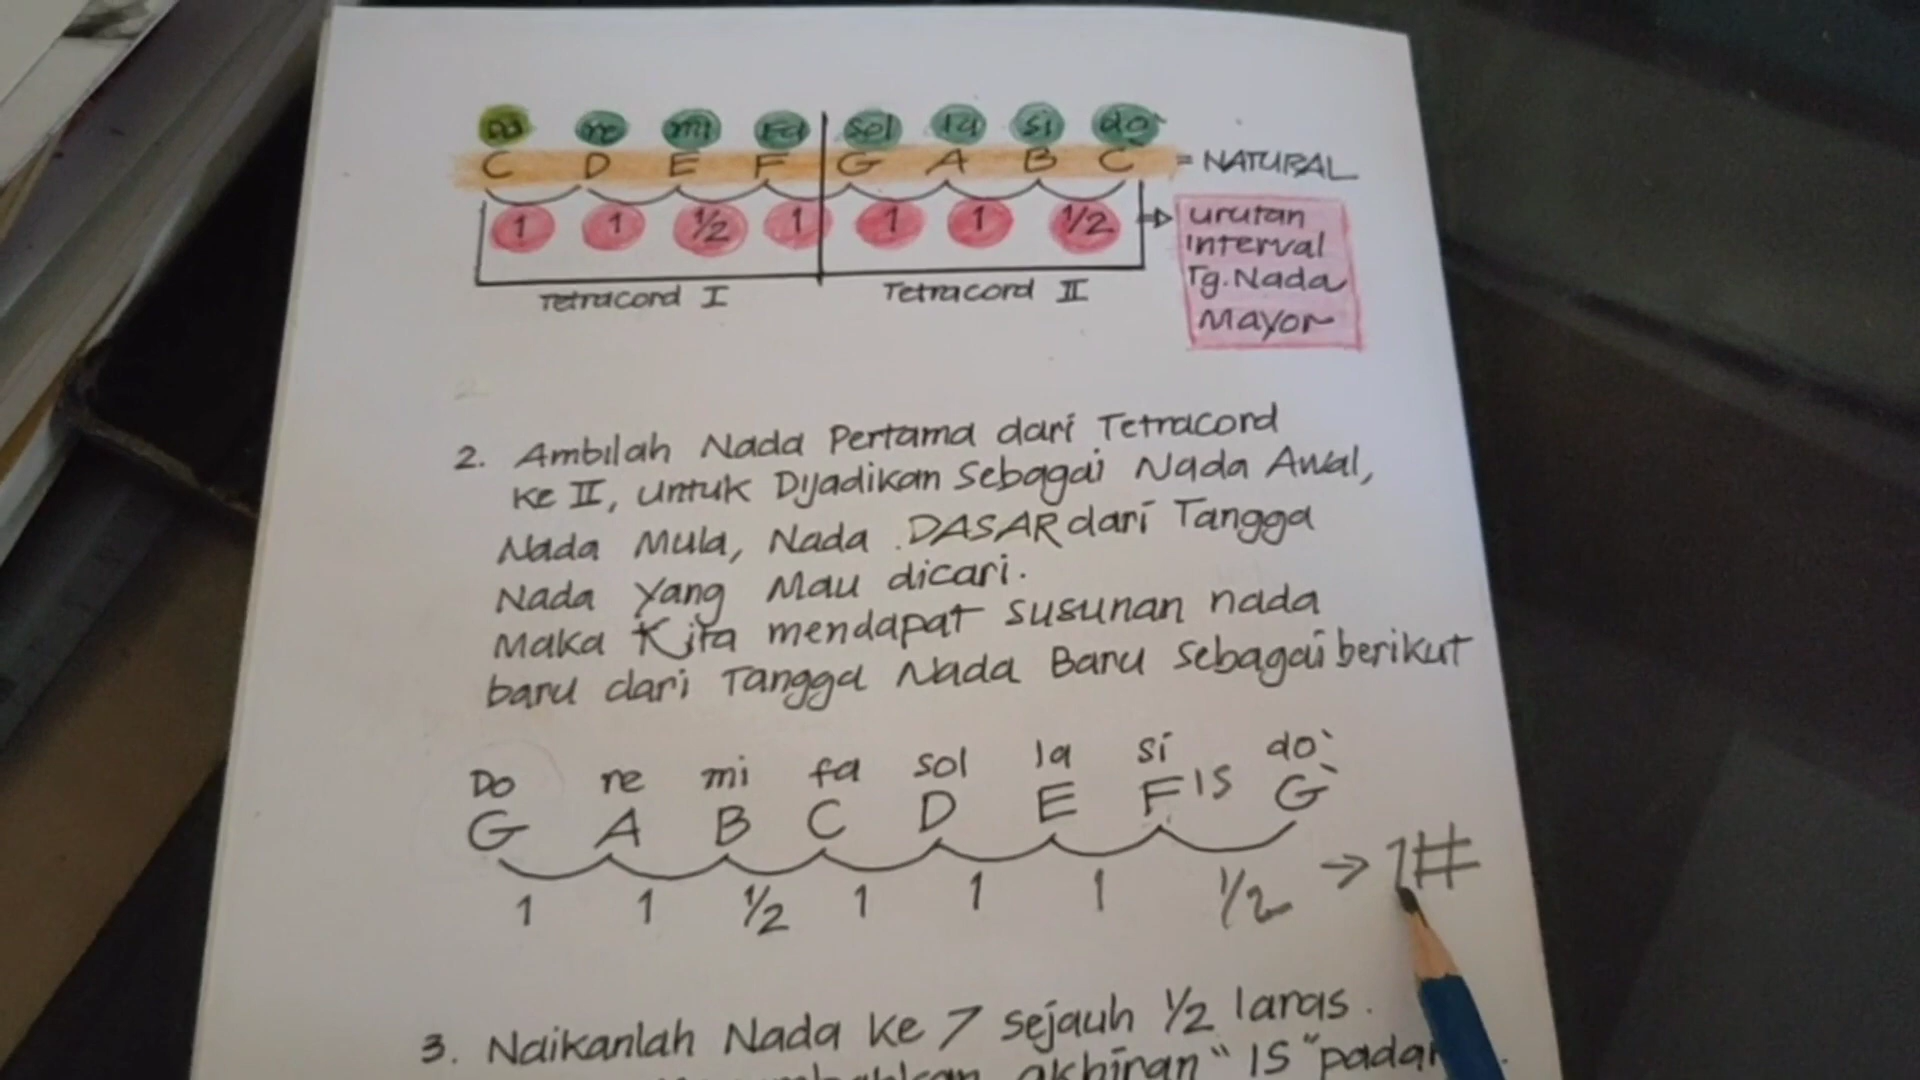 Do re mi Fa sol la si do'
C D E F G A B C' = NATURAL
1 1 1/2 1 1 1 1/2
urutan
interval
Tg. Nada
Mayor
Tetracord I Tetracord II
2. Ambilah Nada Pertama dari Tetracord
Ke II, untuk Dijadikan Sebagai Nada Awal,
Nada Mula, Nada DASAR dari Tangga
Nada Yang Mau dicari.
Maka Kita mendapat susunan nada
baru dari Tangga Nada Baru Sebagai berikut
Do re mi fa sol la si do'
G A B C D E FIS G'
1 1 1/2 1 1 1 1/2 → 1#
3. Naikanlah Nada Ke 7 sejauh 1/2 laras.
akhiran "IS"